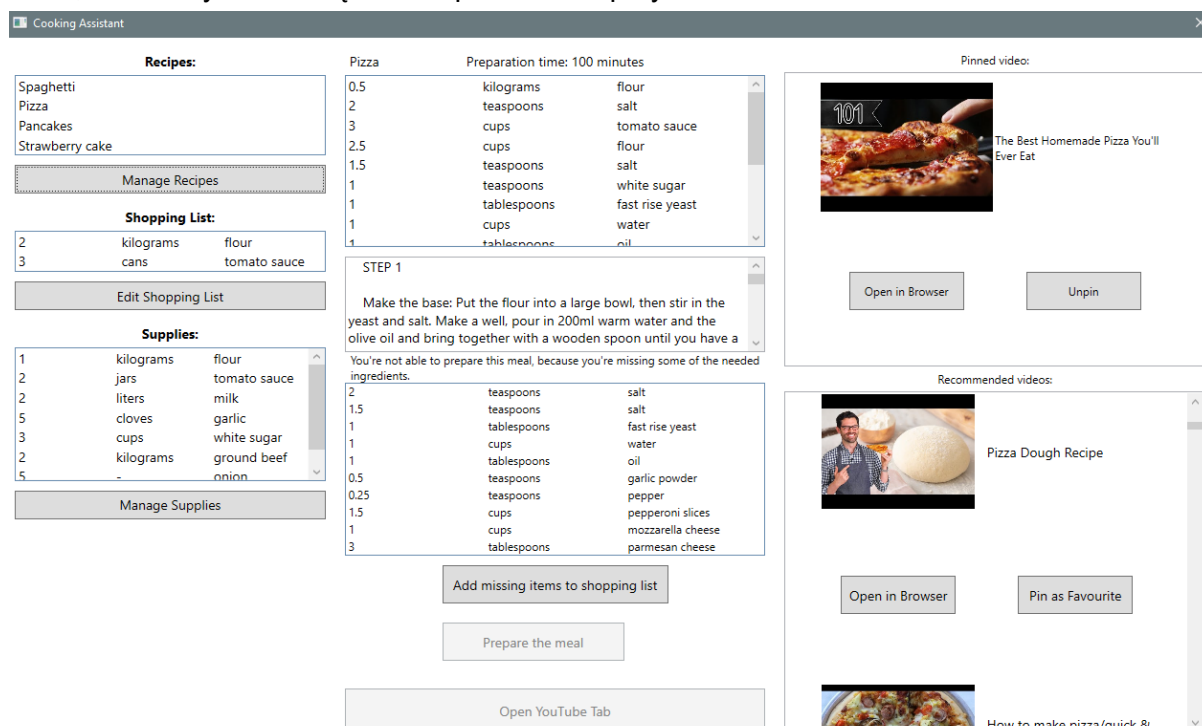 Cooking Assistant
Recipes:
Spaghetti
Pizza
Pancakes
Strawberry cake
Manage Recipes
Shopping List:
2 kilograms flour
3 cans tomato sauce
Edit Shopping List
Supplies:
1 kilograms flour
2 jars tomato sauce
2 liters milk
5 cloves garlic
3 cups white sugar
2 kilograms ground beef
5 - onion
Manage Supplies
Pizza Preparation time: 100 minutes
0.5 kilograms flour
2 teaspoons salt
3 cups tomato sauce
2.5 cups flour
1.5 teaspoons salt
1 teaspoons white sugar
1 tablespoons fast rise yeast
1 cups water
1 tablespoons oil
STEP 1
Make the base: Put the flour into a large bowl, then stir in the
yeast and salt. Make a well, pour in 200ml warm water and the
olive oil and bring together with a wooden spoon until you have a
You're not able to prepare this meal, because you're missing some of the needed
ingredients.
2 teaspoons salt
1.5 teaspoons salt
1 tablespoons fast rise yeast
1 cups water
1 tablespoons oil
0.5 teaspoons garlic powder
0.25 teaspoons pepper
1.5 cups pepperoni slices
1 cups mozzarella cheese
3 tablespoons parmesan cheese
Add missing items to shopping list
Prepare the meal
Open YouTube Tab
Pinned video:
101
The Best Homemade Pizza You'll
Ever Eat
Open in Browser Unpin
Recommended videos:
Pizza Dough Recipe
Open in Browser Pin as Favourite
How to make pizza/quick &